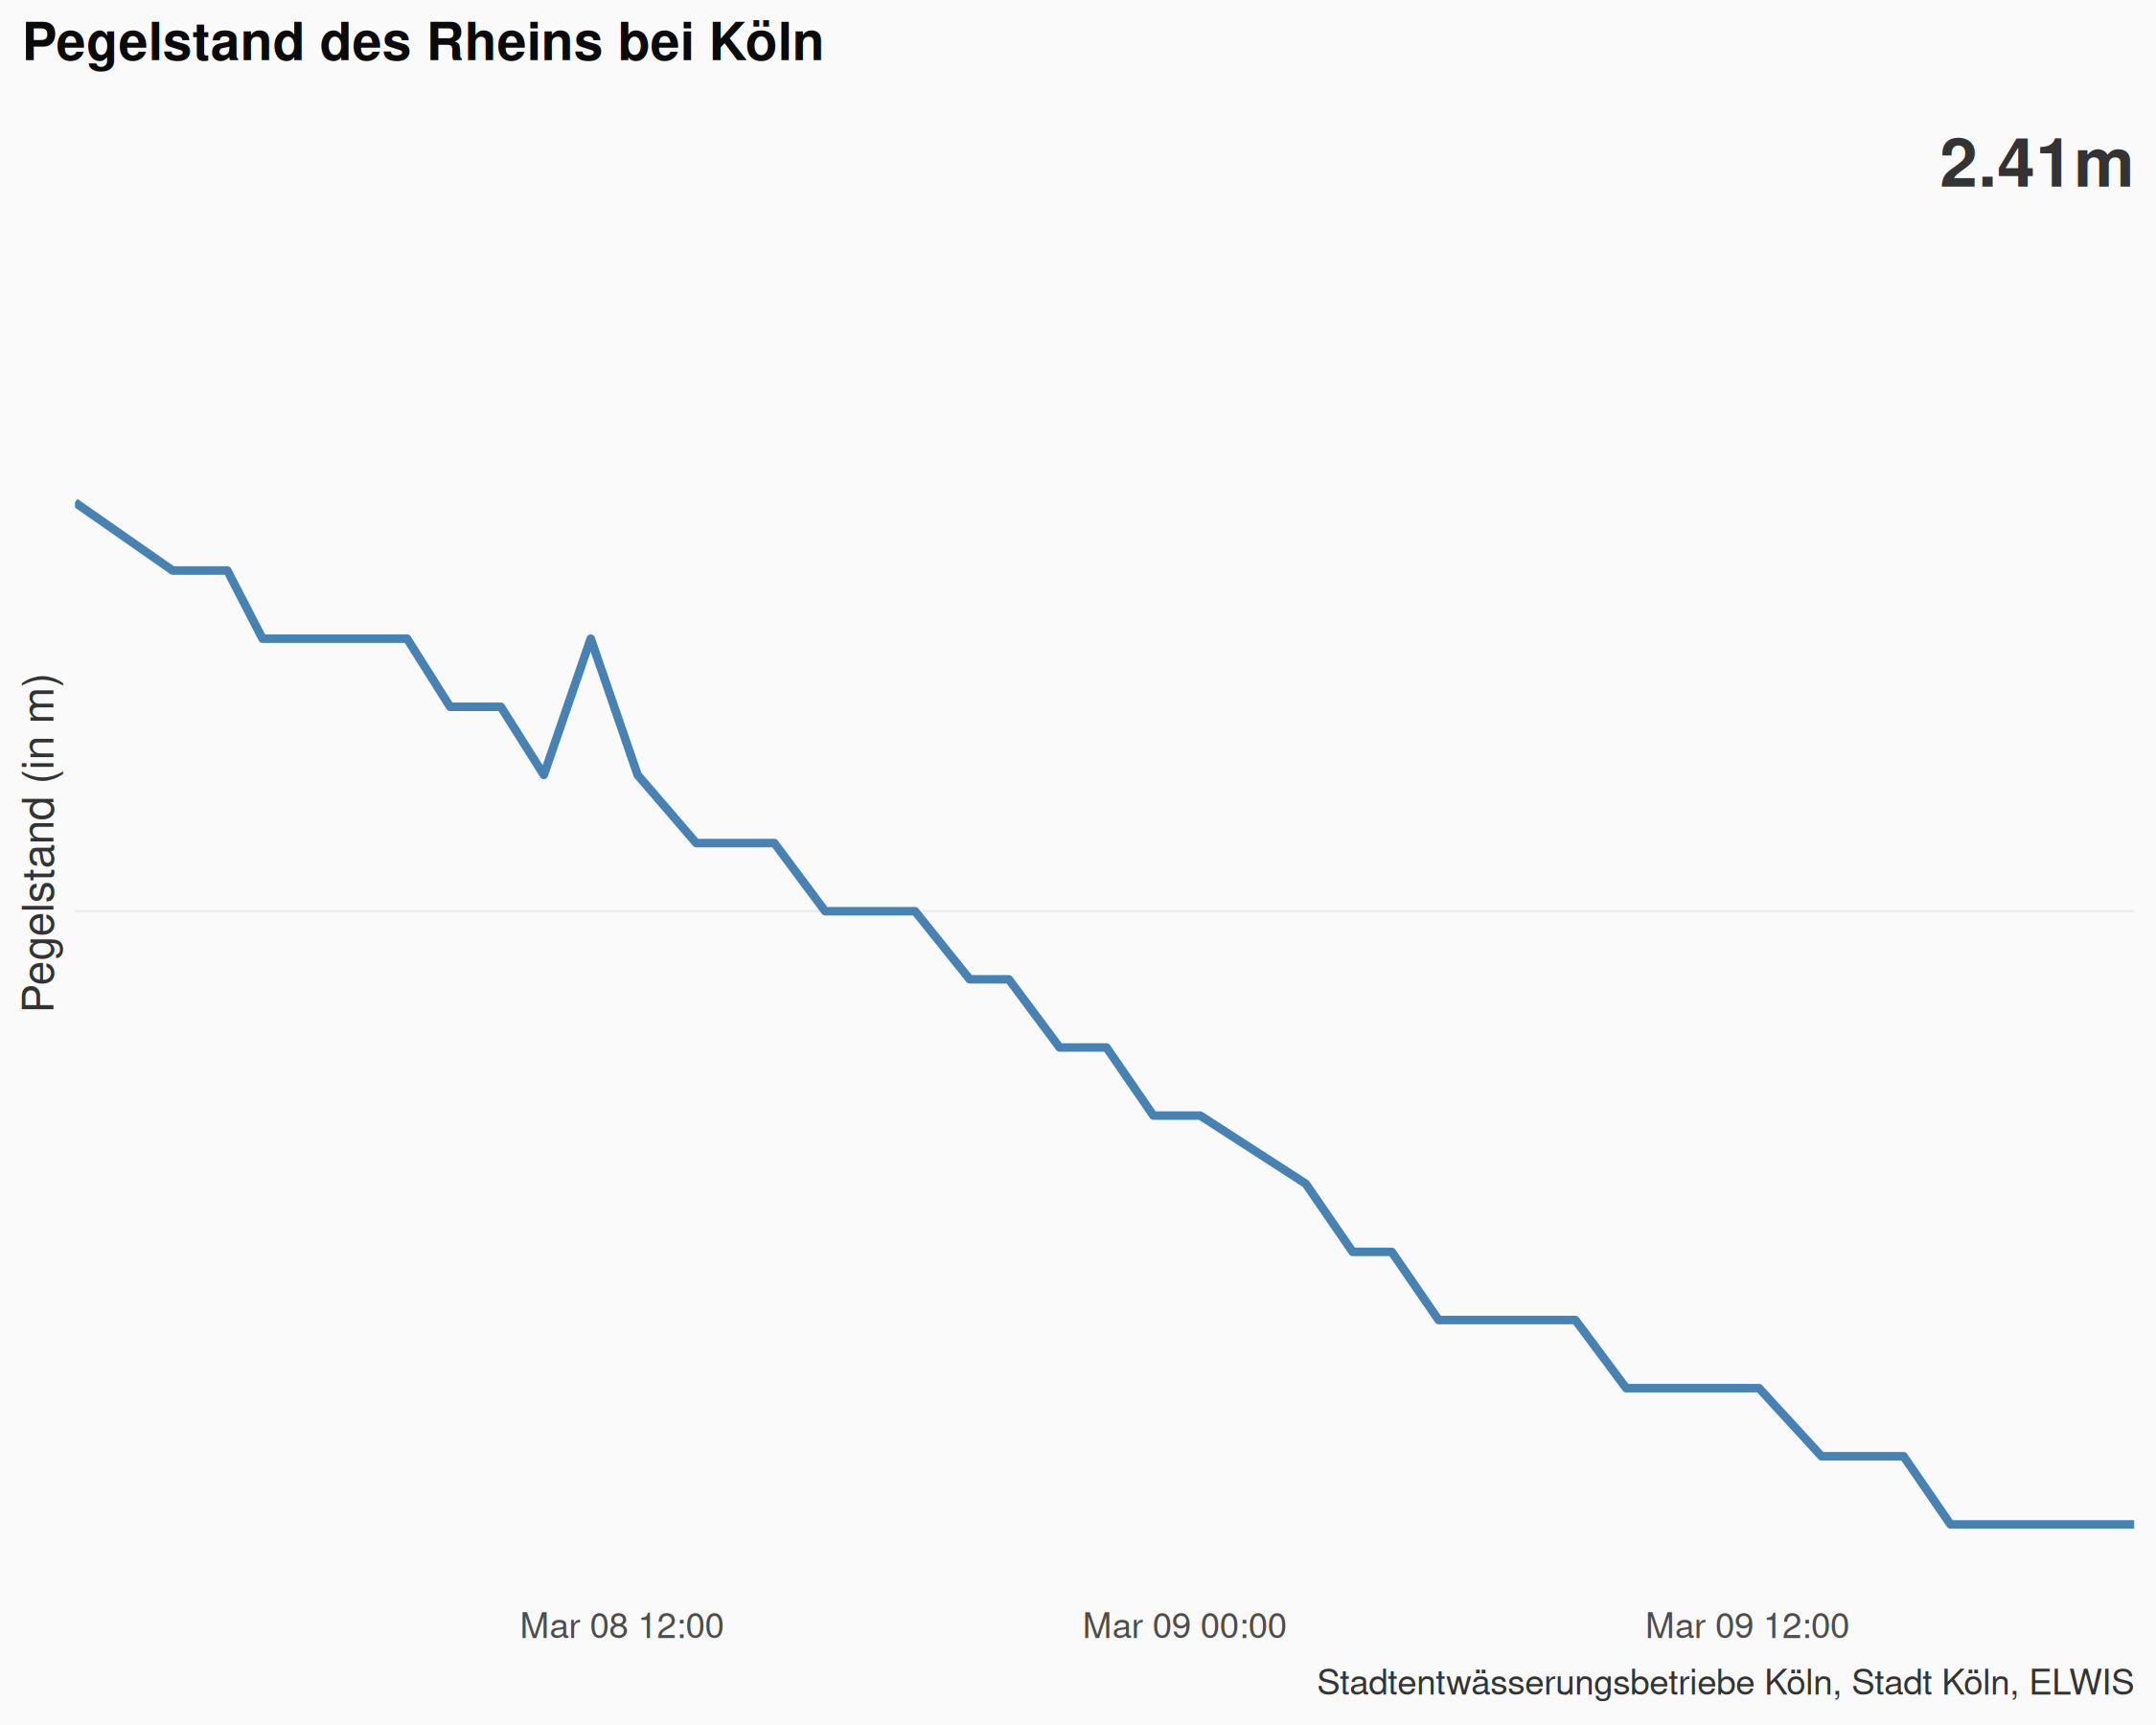 Pegelstand des Rheins bei Köln
2.41m
Pegelstand (in m)
Mar 08 12:00
Mar 09 00:00
Mar 09 12:00
Stadtentwässerungsbetriebe Köln, Stadt Köln, ELWIS